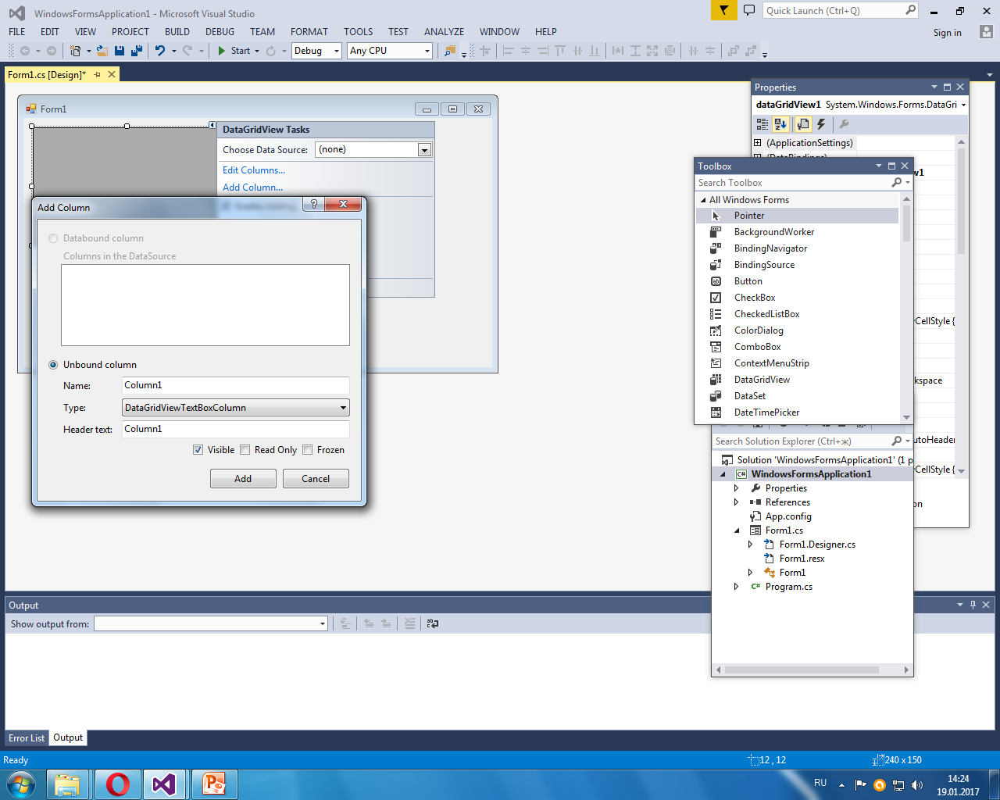 WindowsFormsApplication1 - Microsoft Visual Studio
Quick Launch (Ctrl+Q)
FILE EDIT VIEW PROJECT BUILD DEBUG TEAM FORMAT TOOLS TEST ANALYZE WINDOW HELP
Sign in
Start Debug Any CPU
Form1.cs [Design]*
Form1
DataGridView Tasks
Choose Data Source: (none)
Edit Columns...
Add Column...
Add Column
Databound column
Columns in the DataSource
Unbound column
Name: Column1
Type: DataGridViewTextBoxColumn
Header text: Column1
Visible Read Only Frozen
Add Cancel
Properties
dataGridView1 System.Windows.Forms.DataGri
(ApplicationSettings)
(DataBindings)
w1
CellStyle {
kspace
utoHeader
CellStyle {
on
Toolbox
Search Toolbox
All Windows Forms
Pointer
BackgroundWorker
BindingNavigator
BindingSource
Button
CheckBox
CheckedListBox
ColorDialog
ComboBox
ContextMenuStrip
DataGridView
DataSet
DateTimePicker
Search Solution Explorer (Ctrl+ж)
Solution 'WindowsFormsApplication1' (1 p
C# WindowsFormsApplication1
Properties
References
App.config
Form1.cs
Form1.Designer.cs
Form1.resx
Form1
C# Program.cs
Output
Show output from:
Error List Output
Ready
12 , 12
240 x 150
RU
14:24
19.01.2017